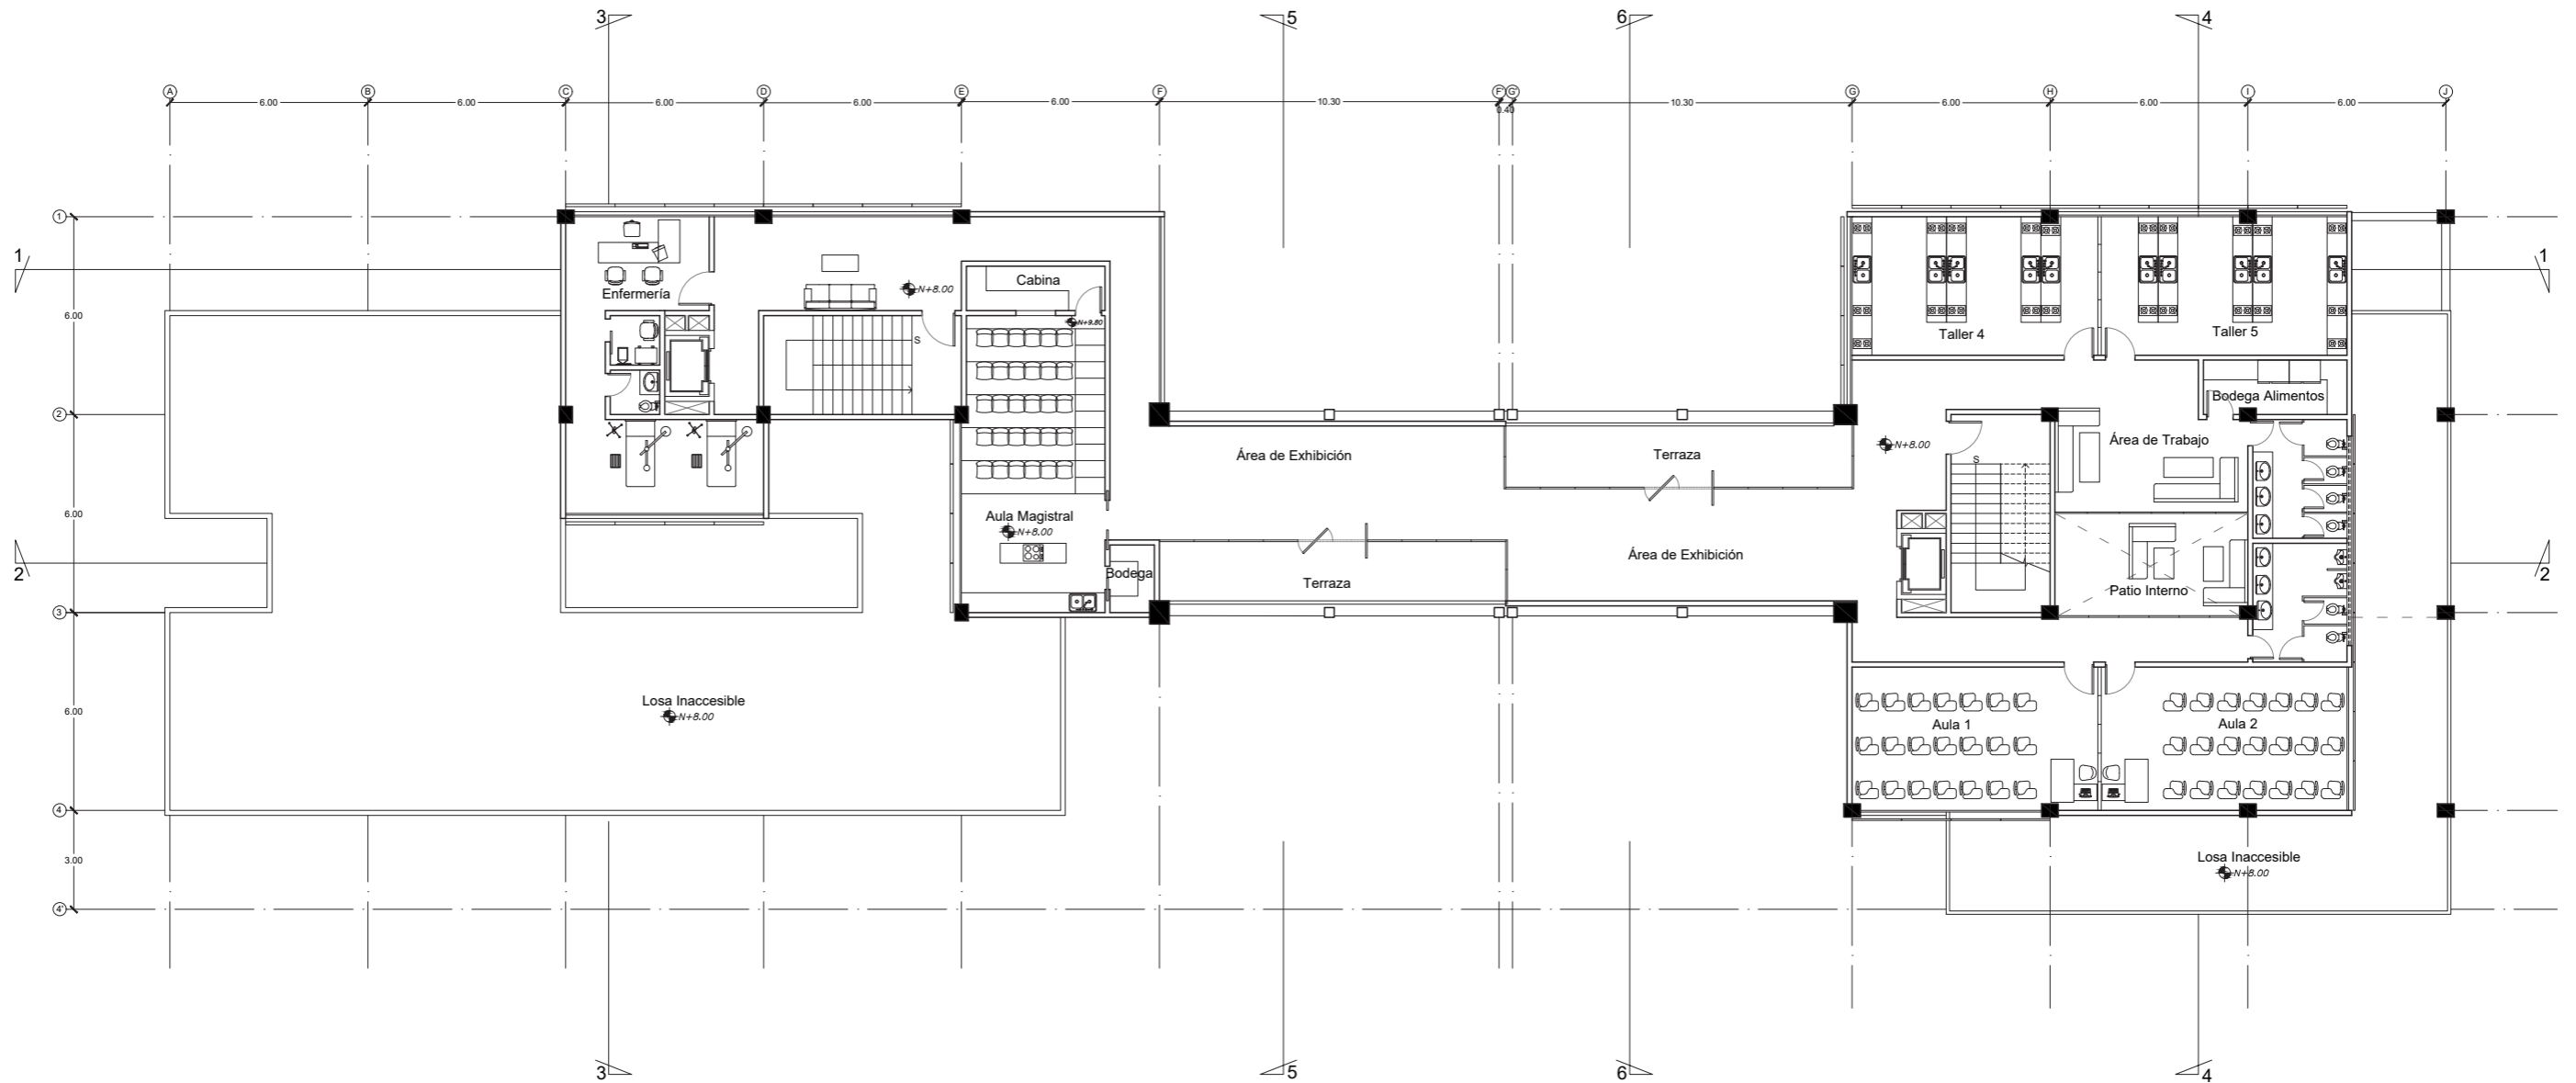 3 5 6 4
A B C D E F F' G' G H I J
6.00 6.00 6.00 6.00 6.00 10.30 0.40 10.30 6.00 6.00 6.00
1
1 1
Cabina
N+8.00
Enfermería
6.00
N+9.80
Taller 4 Taller 5
S
Bodega Alimentos
2
Área de Trabajo
N+8.00
Área de Exhibición Terraza
S
6.00
Aula Magistral
N+8.00
Área de Exhibición
2 2
Bodega
Terraza
Patio Interno
3
Losa Inaccesible
N+8.00
6.00
Aula 1 Aula 2
4
3.00
Losa Inaccesible
N+8.00
4'
3 5 6 4